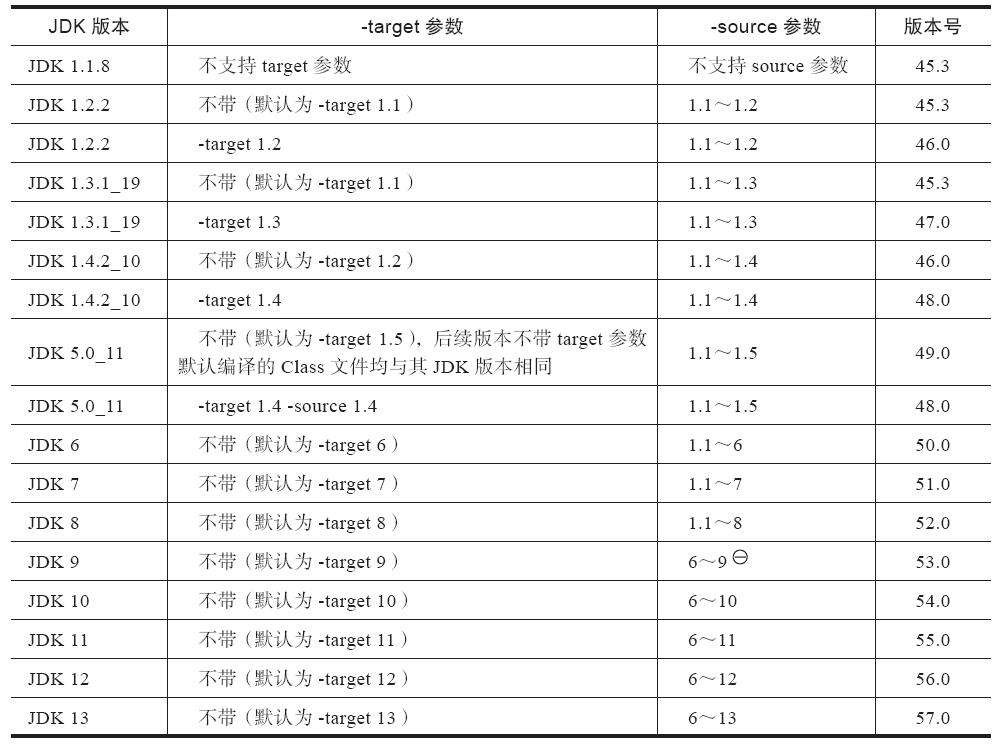 JDK 版本 -target 参数 -source 参数 版本号
JDK 1.1.8 不支持 target 参数 不支持 source 参数 45.3
JDK 1.2.2 不带（默认为 -target 1.1） 1.1～1.2 45.3
JDK 1.2.2 -target 1.2 1.1～1.2 46.0
JDK 1.3.1_19 不带（默认为 -target 1.1） 1.1～1.3 45.3
JDK 1.3.1_19 -target 1.3 1.1～1.3 47.0
JDK 1.4.2_10 不带（默认为 -target 1.2） 1.1～1.4 46.0
JDK 1.4.2_10 -target 1.4 1.1～1.4 48.0
JDK 5.0_11 不带（默认为 -target 1.5），后续版本不带 target 参数
默认编译的 Class 文件均与其 JDK 版本相同 1.1～1.5 49.0
JDK 5.0_11 -target 1.4 -source 1.4 1.1～1.5 48.0
JDK 6 不带（默认为 -target 6） 1.1～6 50.0
JDK 7 不带（默认为 -target 7） 1.1～7 51.0
JDK 8 不带（默认为 -target 8） 1.1～8 52.0
JDK 9 不带（默认为 -target 9） 6～9㊀ 53.0
JDK 10 不带（默认为 -target 10） 6～10 54.0
JDK 11 不带（默认为 -target 11） 6～11 55.0
JDK 12 不带（默认为 -target 12） 6～12 56.0
JDK 13 不带（默认为 -target 13） 6～13 57.0